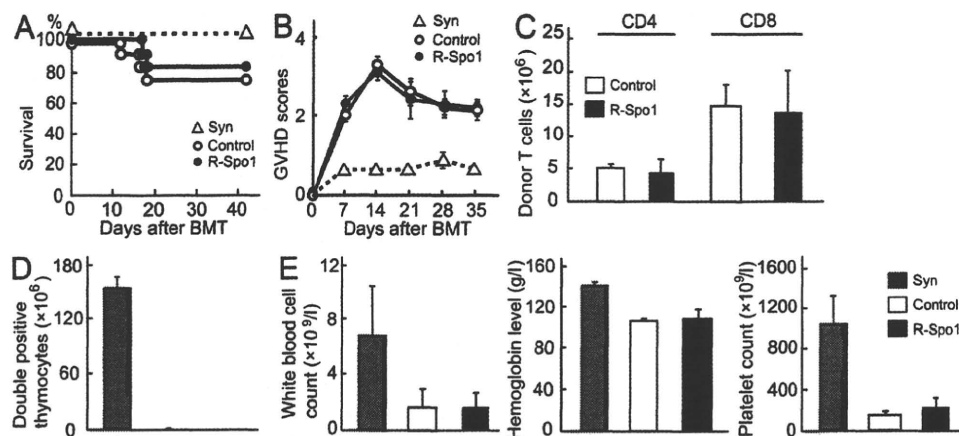 A
%
100
80
60
40
20
0
Survival
Syn
Control
R-Spo1
0 10 20 30 40
Days after BMT
B
4
2
0
GVHD scores
Syn
Control
R-Spo1
0 7 14 21 28 35
Days after BMT
C
CD4 CD8
25
20
15
10
5
0
Donor T cells (×10⁶)
Control
R-Spo1
D
180
120
60
0
Double positive
thymocytes (×10⁶)
E
12
8
4
0
White blood cell
count (×10⁹/l)
160
120
80
40
0
Hemoglobin level (g/l)
1600
1200
800
400
0
Platelet count (×10⁹/l)
Syn
Control
R-Spo1